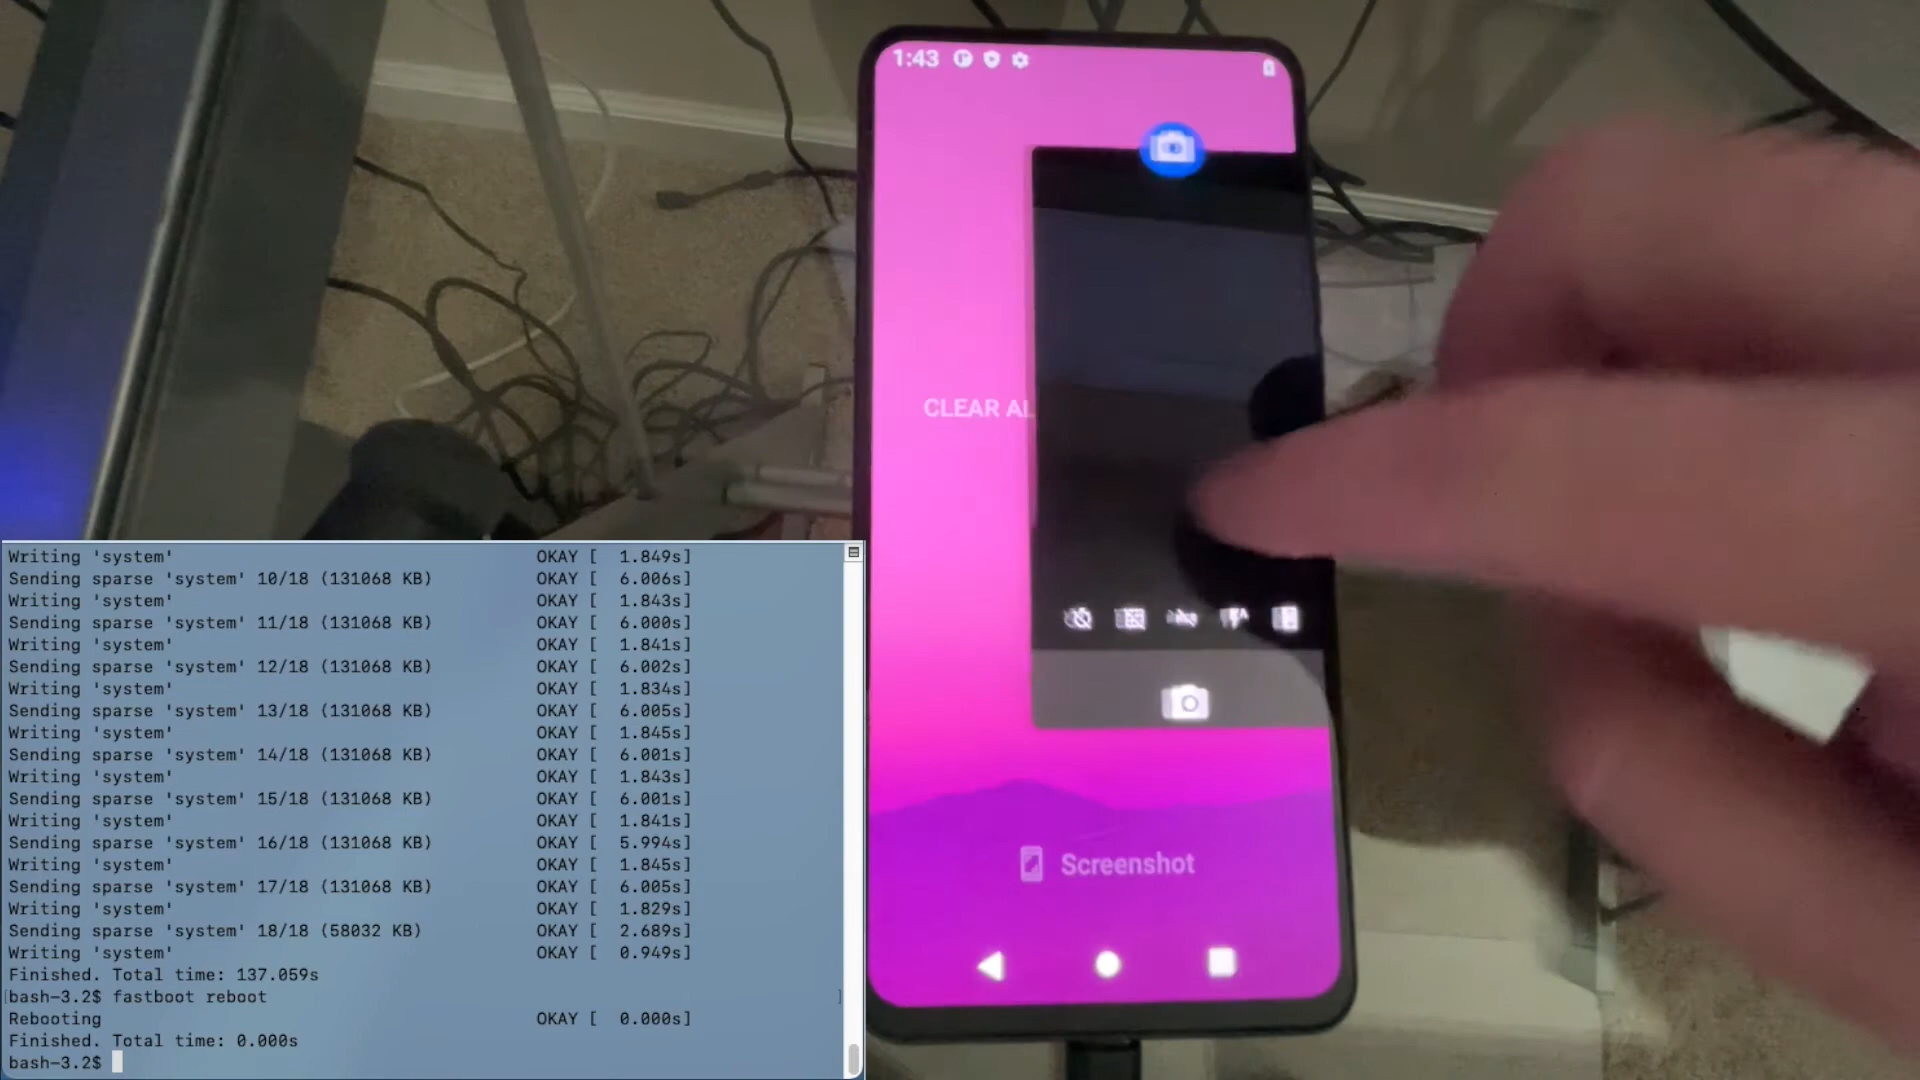 1:43
CLEAR AL
Screenshot
Writing 'system' OKAY [ 1.849s]
Sending sparse 'system' 10/18 (131068 KB) OKAY [ 6.006s]
Writing 'system' OKAY [ 1.843s]
Sending sparse 'system' 11/18 (131068 KB) OKAY [ 6.000s]
Writing 'system' OKAY [ 1.841s]
Sending sparse 'system' 12/18 (131068 KB) OKAY [ 6.002s]
Writing 'system' OKAY [ 1.834s]
Sending sparse 'system' 13/18 (131068 KB) OKAY [ 6.005s]
Writing 'system' OKAY [ 1.845s]
Sending sparse 'system' 14/18 (131068 KB) OKAY [ 6.001s]
Writing 'system' OKAY [ 1.843s]
Sending sparse 'system' 15/18 (131068 KB) OKAY [ 6.001s]
Writing 'system' OKAY [ 1.841s]
Sending sparse 'system' 16/18 (131068 KB) OKAY [ 5.994s]
Writing 'system' OKAY [ 1.845s]
Sending sparse 'system' 17/18 (131068 KB) OKAY [ 6.005s]
Writing 'system' OKAY [ 1.829s]
Sending sparse 'system' 18/18 (58032 KB) OKAY [ 2.689s]
Writing 'system' OKAY [ 0.949s]
Finished. Total time: 137.059s
[bash-3.2$ fastboot reboot ]
Rebooting OKAY [ 0.000s]
Finished. Total time: 0.000s
bash-3.2$